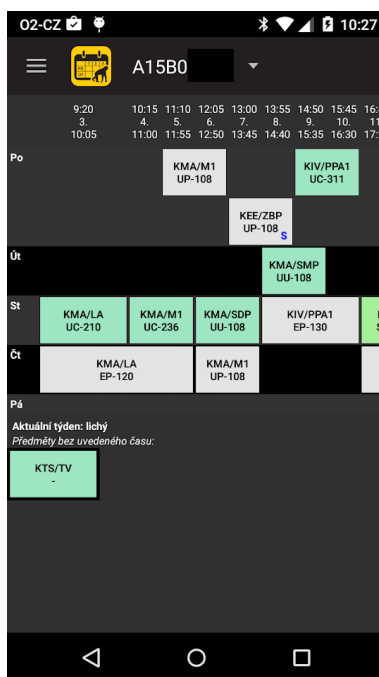 O2-CZ 10:27
A15B0
9:20 10:15 11:10 12:05 13:00 13:55 14:50 15:45 16:
3. 4. 5. 6. 7. 8. 9. 10. 11
10:05 11:00 11:55 12:50 13:45 14:40 15:35 16:30 17:
Po
KMA/M1 KIV/PPA1
UP-108 UC-311
KEE/ZBP
UP-108 S
Út
KMA/SMP
UU-108
St
KMA/LA KMA/M1 KMA/SDP KIV/PPA1
UC-210 UC-236 UU-108 EP-130
Čt
KMA/LA KMA/M1
EP-120 UP-108
Pá
Aktuální týden: lichý
Předměty bez uvedeného času:
KTS/TV
-